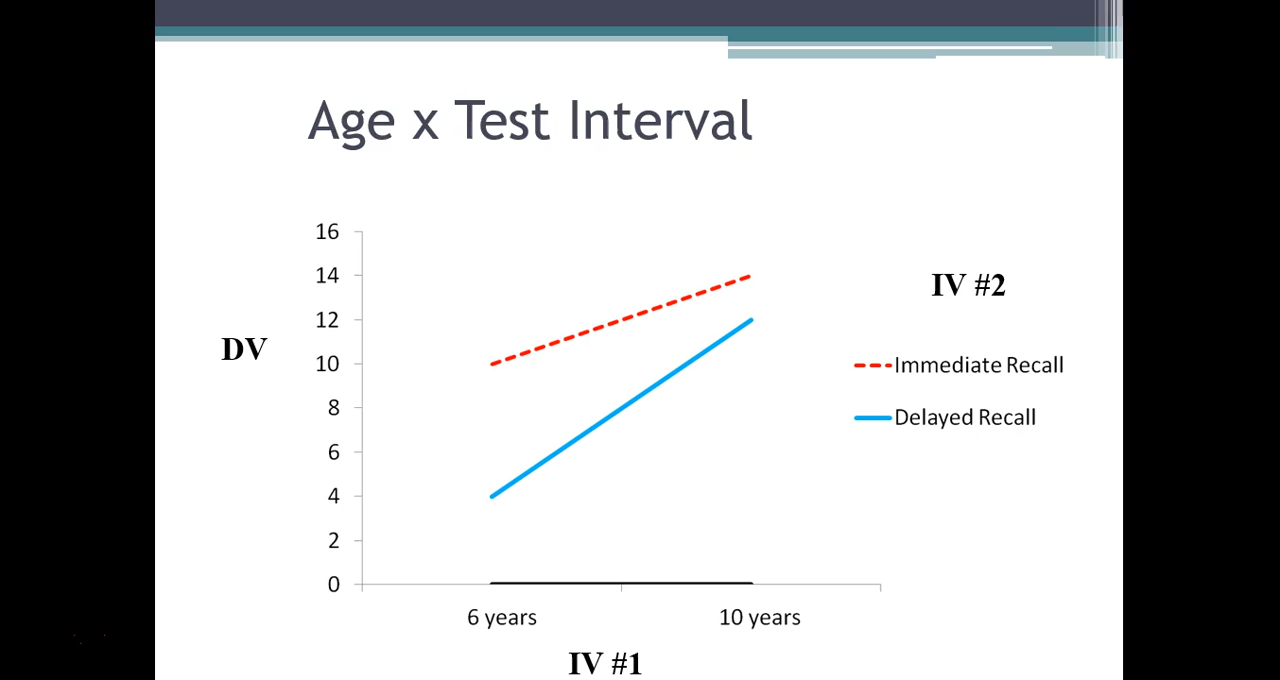 Age x Test Interval
16
14
12
10
8
6
4
2
0
DV
IV #2
Immediate Recall
Delayed Recall
6 years
10 years
IV #1